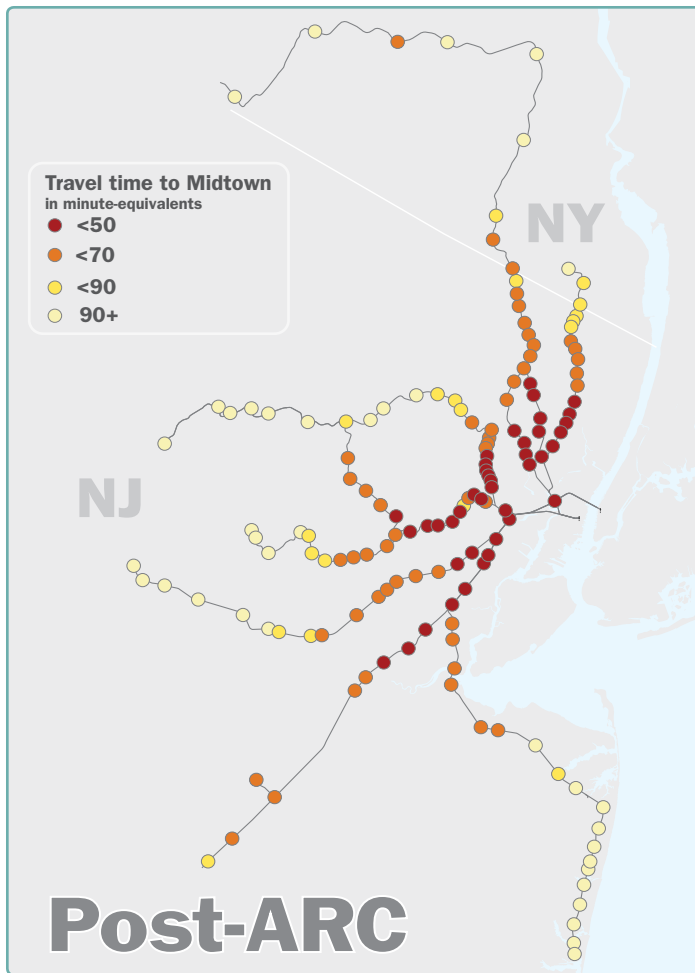 Travel time to Midtown
in minute-equivalents
<50
<70
<90
90+
NY
NJ
Post-ARC